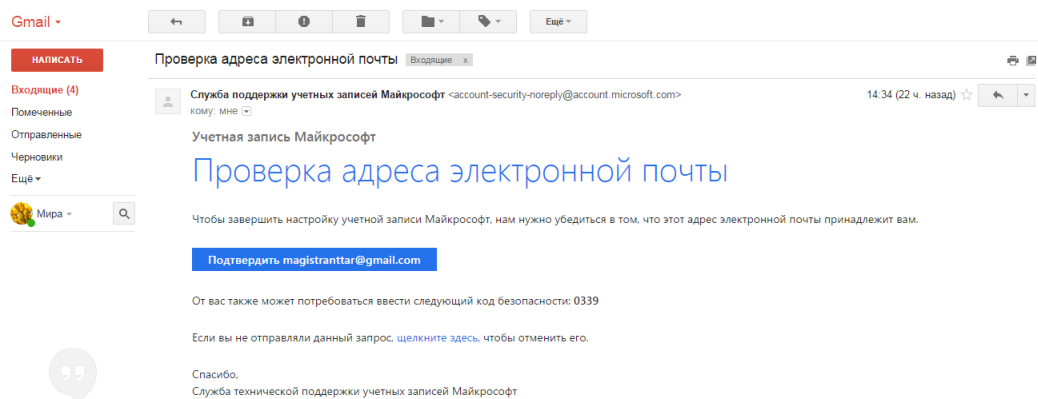 Gmail
Ещё
НАПИСАТЬ
Проверка адреса электронной почты Входящие x
Входящие (4)
Помеченные
Отправленные
Черновики
Ещё
Мира
Служба поддержки учетных записей Майкрософт <account-security-noreply@account.microsoft.com> 14:34 (22 ч. назад)
кому: мне
Учетная запись Майкрософт
Проверка адреса электронной почты
Чтобы завершить настройку учетной записи Майкрософт, нам нужно убедиться в том, что этот адрес электронной почты принадлежит вам.
Подтвердить magistranttar@gmail.com
От вас также может потребоваться ввести следующий код безопасности: 0339
Если вы не отправляли данный запрос, щелкните здесь, чтобы отменить его.
Спасибо,
Служба технической поддержки учетных записей Майкрософт